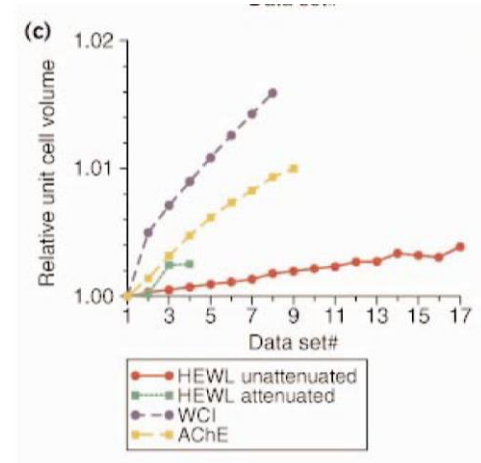 (c)
1.02
1.01
1.00
Relative unit cell volume
1 3 5 7 9 11 13 15 17
Data set#
HEWL unattenuated
HEWL attenuated
WCI
AChE